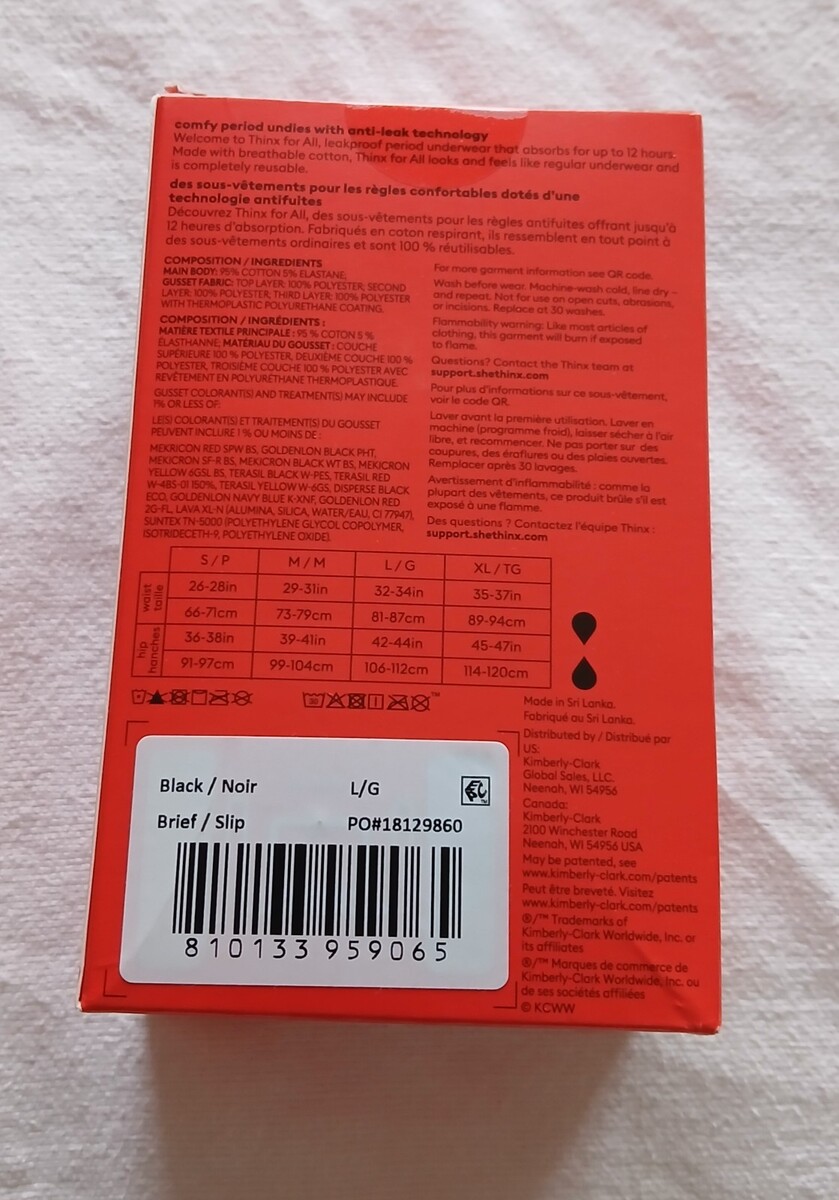 comfy period undies with anti-leak technology
Welcome to Thinx for All, leakproof period underwear that absorbs for up to 12 hours.
Made with breathable cotton, Thinx for All looks and feels like regular underwear and
is completely reusable.
des sous-vêtements pour les règles confortables dotés d'une
technologie antifuites
Découvrez Thinx for All, des sous-vêtements pour les règles antifuites offrant jusqu'à
12 heures d'absorption. Fabriqués en coton respirant, ils ressemblent en tout point à
des sous-vêtements ordinaires et sont 100 % réutilisables.
COMPOSITION / INGREDIENTS
MAIN BODY: 95% COTTON 5% ELASTANE;
GUSSET FABRIC: TOP LAYER: 100% POLYESTER, SECOND
LAYER: 100% POLYESTER, THIRD LAYER: 100% POLYESTER
WITH THERMOPLASTIC POLYURETHANE COATING.
COMPOSITION / INGRÉDIENTS :
MATIÈRE TEXTILE PRINCIPALE : 95 % COTON 5 %
ÉLASTHANNE; MATÉRIAU DU GOUSSET : COUCHE
SUPÉRIEURE 100 % POLYESTER, DEUXIÈME COUCHE 100 %
POLYESTER, TROISIÈME COUCHE 100 % POLYESTER AVEC
REVÊTEMENT EN POLYURÉTHANE THERMOPLASTIQUE.
GUSSET COLORANT(S) AND TREATMENT(S) MAY INCLUDE
1% OR LESS OF:
LE(S) COLORANT(S) ET TRAITEMENT(S) DU GOUSSET
PEUVENT INCLURE 1 % OU MOINS DE :
MEKRICON RED SPW BS, GOLDENLON BLACK PHT,
MEKICRON SF-R BS, MEKICRON BLACK WT BS, MEKICRON
YELLOW 6GSL BS, TERASIL BLACK W-PES, TERASIL RED
W-4BS-01 150%, TERASIL YELLOW W-6GS, DISPERSE BLACK
ECO, GOLDENLON NAVY BLUE K-XNF, GOLDENLON RED
2G-FL, LAVA XL-N (ALUMINA, SILICA, WATER/EAU, CI 77947),
SUNTEX TN-5000 (POLYETHYLENE GLYCOL COPOLYMER,
ISOTRIDECETH-9, POLYETHYLENE OXIDE).
For more garment information see QR code.
Wash before wear. Machine-wash cold, line dry –
and repeat. Not for use on open cuts, abrasions,
or incisions. Replace at 30 washes.
Flammability warning: Like most articles of
clothing, this garment will burn if exposed
to flame.
Questions? Contact the Thinx team at
support.shethinx.com
Pour plus d'informations sur ce sous-vêtement,
voir le code QR.
Laver avant la première utilisation. Laver en
machine (programme froid), laisser sécher à l'air
libre, et recommencer. Ne pas porter sur des
coupures, des éraflures ou des plaies ouvertes.
Remplacer après 30 lavages.
Avertissement d'inflammabilité : comme la
plupart des vêtements, ce produit brûle s'il est
exposé à une flamme.
Des questions ? Contactez l'équipe Thinx :
support.shethinx.com
S / P M / M L / G XL / TG
waist taille 26-28in 29-31in 32-34in 35-37in
66-71cm 73-79cm 81-87cm 89-94cm
hip hanches 36-38in 39-41in 42-44in 45-47in
91-97cm 99-104cm 106-112cm 114-120cm
Made in Sri Lanka.
Fabriqué au Sri Lanka.
Distributed by / Distribué par
US:
Kimberly-Clark
Global Sales, LLC.
Neenah, WI 54956
Canada:
Kimberly-Clark
2100 Winchester Road
Neenah, WI 54956 USA
May be patented, see
www.kimberly-clark.com/patents
Peut être breveté. Visitez
www.kimberly-clark.com/patents
®/™ Trademarks of
Kimberly-Clark Worldwide, Inc. or
its affiliates
®/™ Marques de commerce de
Kimberly-Clark Worldwide, Inc. ou
de ses sociétés affiliées
© KCWW
Black / Noir L/G
Brief / Slip PO#18129860
810133 959065